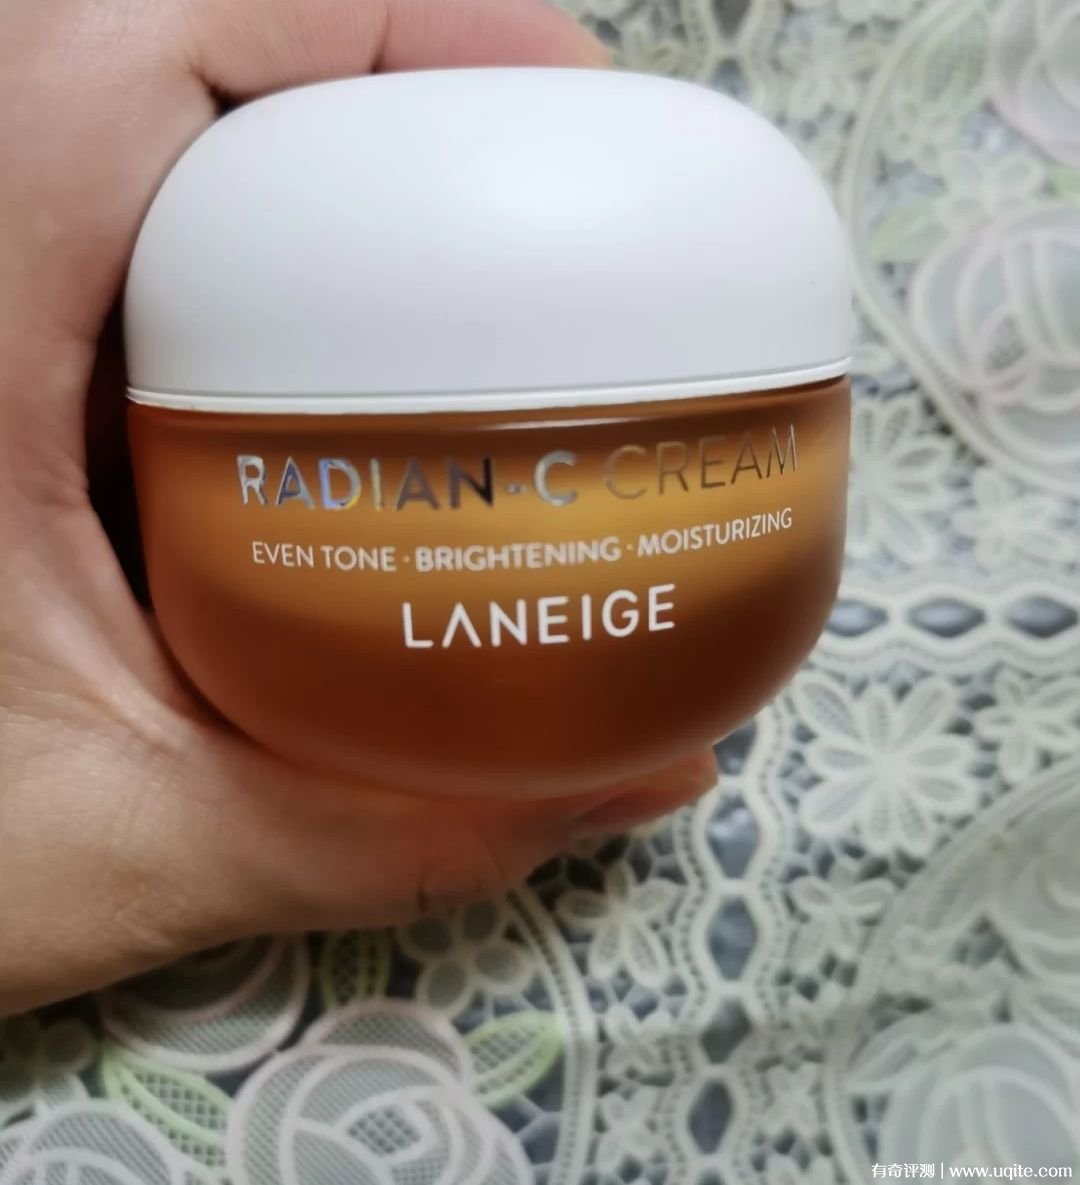 RADIAN-C CREAM
EVEN TONE · BRIGHTENING · MOISTURIZING
LANEIGE
有奇评测 | www.uqite.com